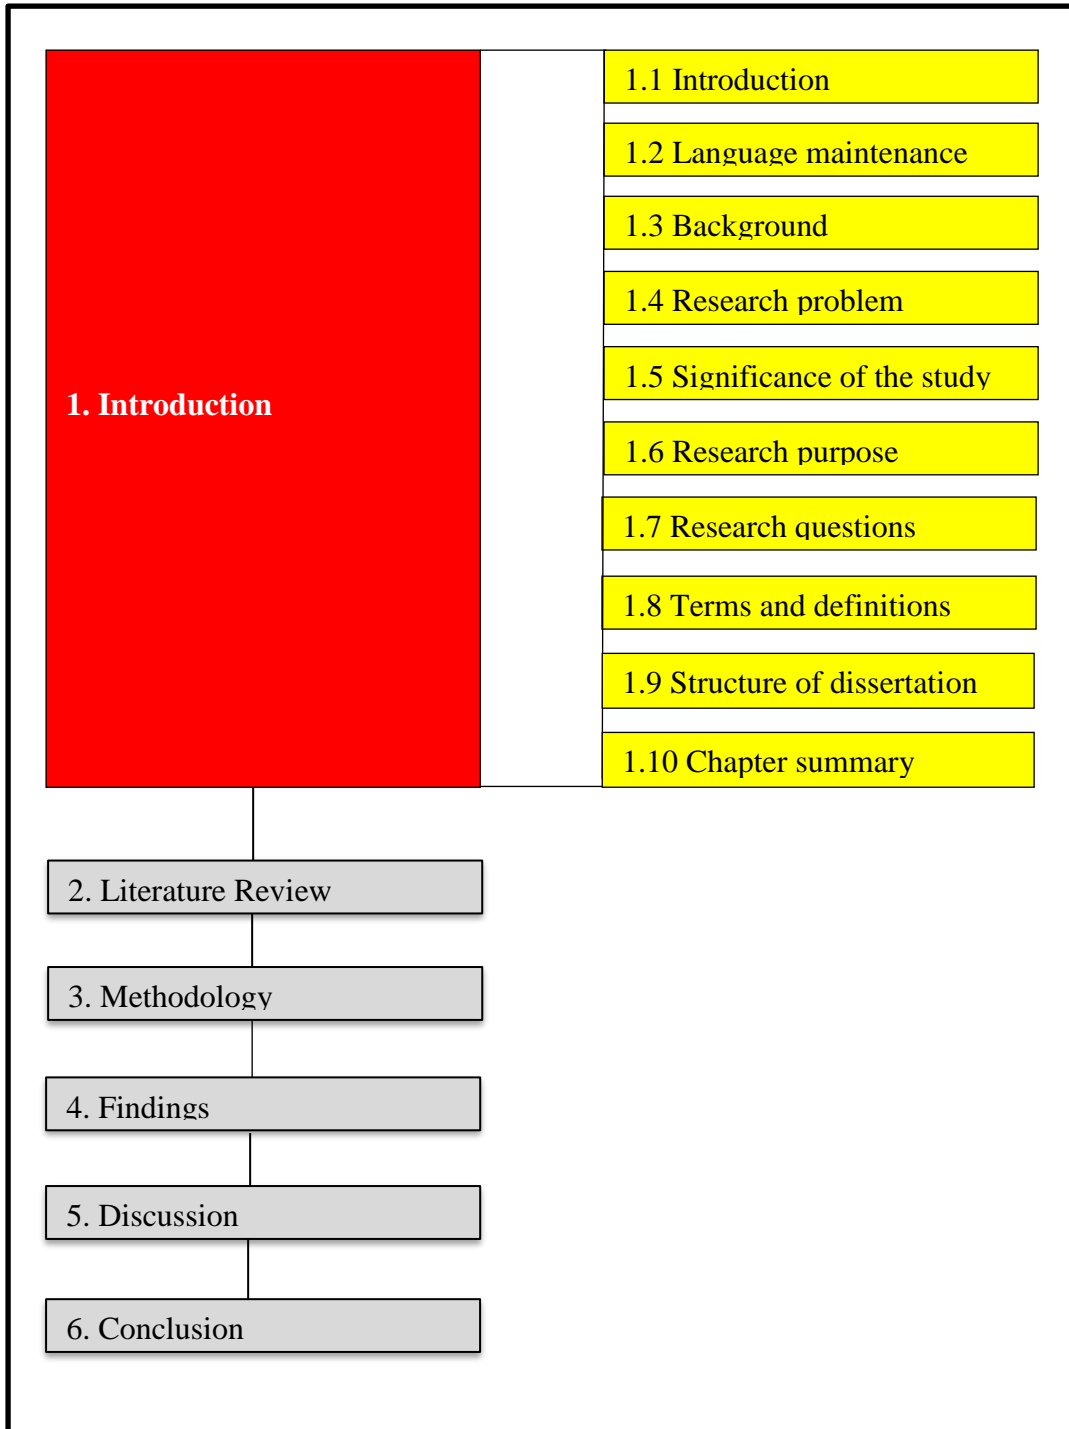 1. Introduction
1.1 Introduction
1.2 Language maintenance
1.3 Background
1.4 Research problem
1.5 Significance of the study
1.6 Research purpose
1.7 Research questions
1.8 Terms and definitions
1.9 Structure of dissertation
1.10 Chapter summary
2. Literature Review
3. Methodology
4. Findings
5. Discussion
6. Conclusion